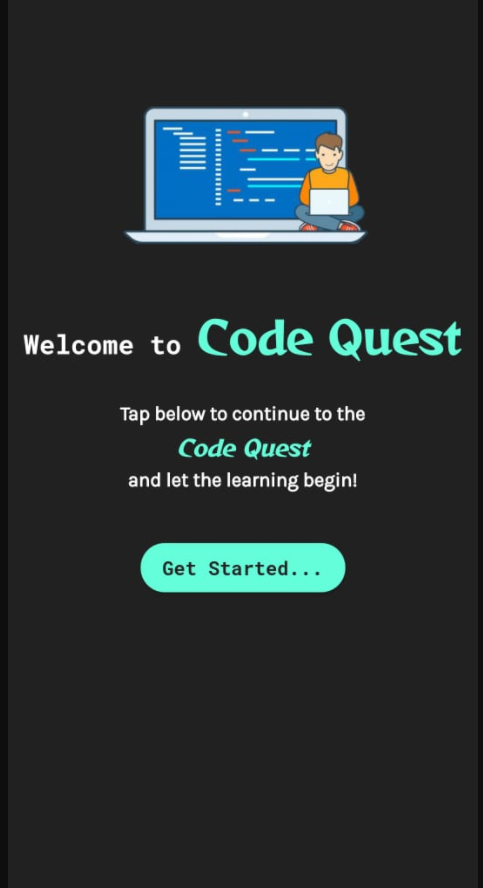 Welcome to Code Quest
Tap below to continue to the
Code Quest
and let the learning begin!
Get Started...